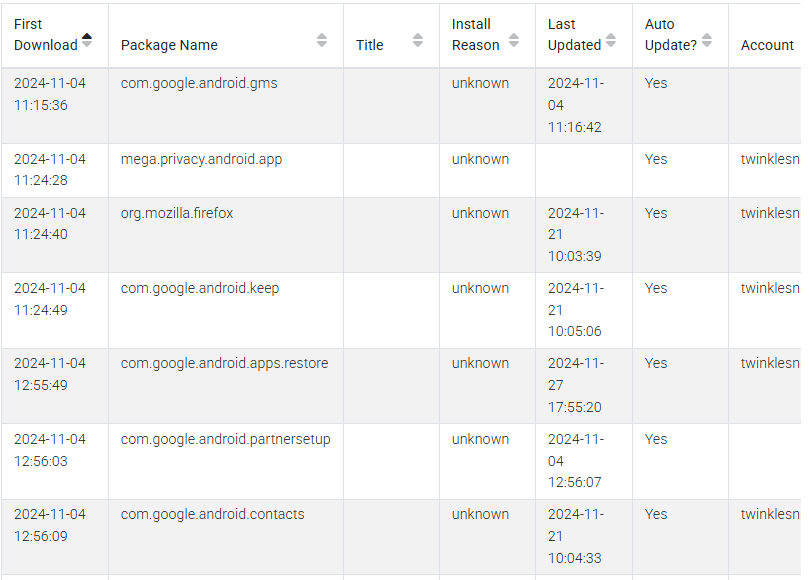 First Download Package Name Title Install Reason Last Updated Auto Update? Account
2024-11-04 11:15:36 com.google.android.gms unknown 2024-11-04 11:16:42 Yes
2024-11-04 11:24:28 mega.privacy.android.app unknown Yes twinklesn
2024-11-04 11:24:40 org.mozilla.firefox unknown 2024-11-21 10:03:39 Yes twinklesn
2024-11-04 11:24:49 com.google.android.keep unknown 2024-11-21 10:05:06 Yes twinklesn
2024-11-04 12:55:49 com.google.android.apps.restore unknown 2024-11-27 17:55:20 Yes twinklesn
2024-11-04 12:56:03 com.google.android.partnersetup unknown 2024-11-04 12:56:07 Yes
2024-11-04 12:56:09 com.google.android.contacts unknown 2024-11-21 10:04:33 Yes twinklesn